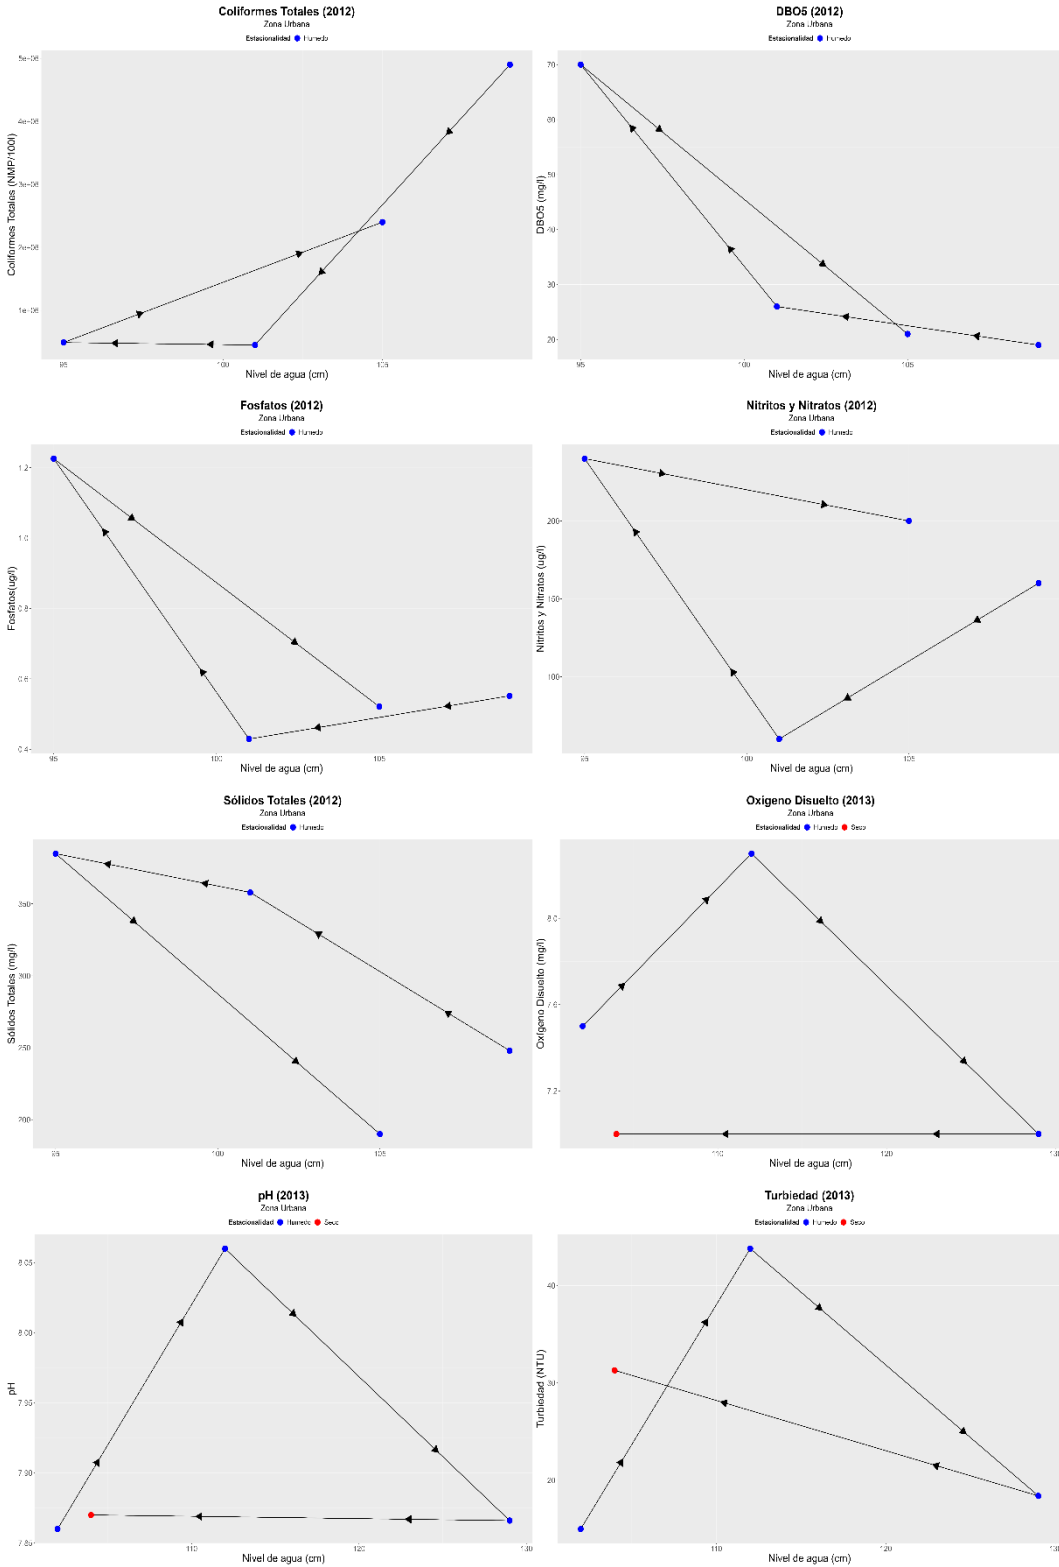 Coliformes Totales (2012)
Zona Urbana
Estacionalidad Humedo
5e-06
4e-06
3e-06
2e-06
1e-06
Coliformes Totales (NMP/100l)
95 100 105
Nivel de agua (cm)
DBO5 (2012)
Zona Urbana
Estacionalidad Humedo
70
60
50
40
30
20
DBO5 (mg/l)
95 100 105
Nivel de agua (cm)
Fosfatos (2012)
Zona Urbana
Estacionalidad Humedo
1.2
1.0
0.8
0.6
0.4
Fosfatos(ug/l)
95 100 105
Nivel de agua (cm)
Nitritos y Nitratos (2012)
Zona Urbana
Estacionalidad Humedo
200
150
100
Nitritos y Nitratos (ug/l)
95 100 105
Nivel de agua (cm)
Sólidos Totales (2012)
Zona Urbana
Estacionalidad Humedo
350
300
250
200
Sólidos Totales (mg/l)
95 100 105
Nivel de agua (cm)
Oxigeno Disuelto (2013)
Zona Urbana
Estacionalidad Humedo Seco
8.0
7.6
7.2
Oxígeno Disuelto (mg/l)
110 120 130
Nivel de agua (cm)
pH (2013)
Zona Urbana
Estacionalidad Humedo Seco
8.05
8.00
7.95
7.90
7.85
pH
110 120 130
Nivel de agua (cm)
Turbiedad (2013)
Zona Urbana
Estacionalidad Humedo Seco
40
30
20
Turbiedad (NTU)
110 120 130
Nivel de agua (cm)